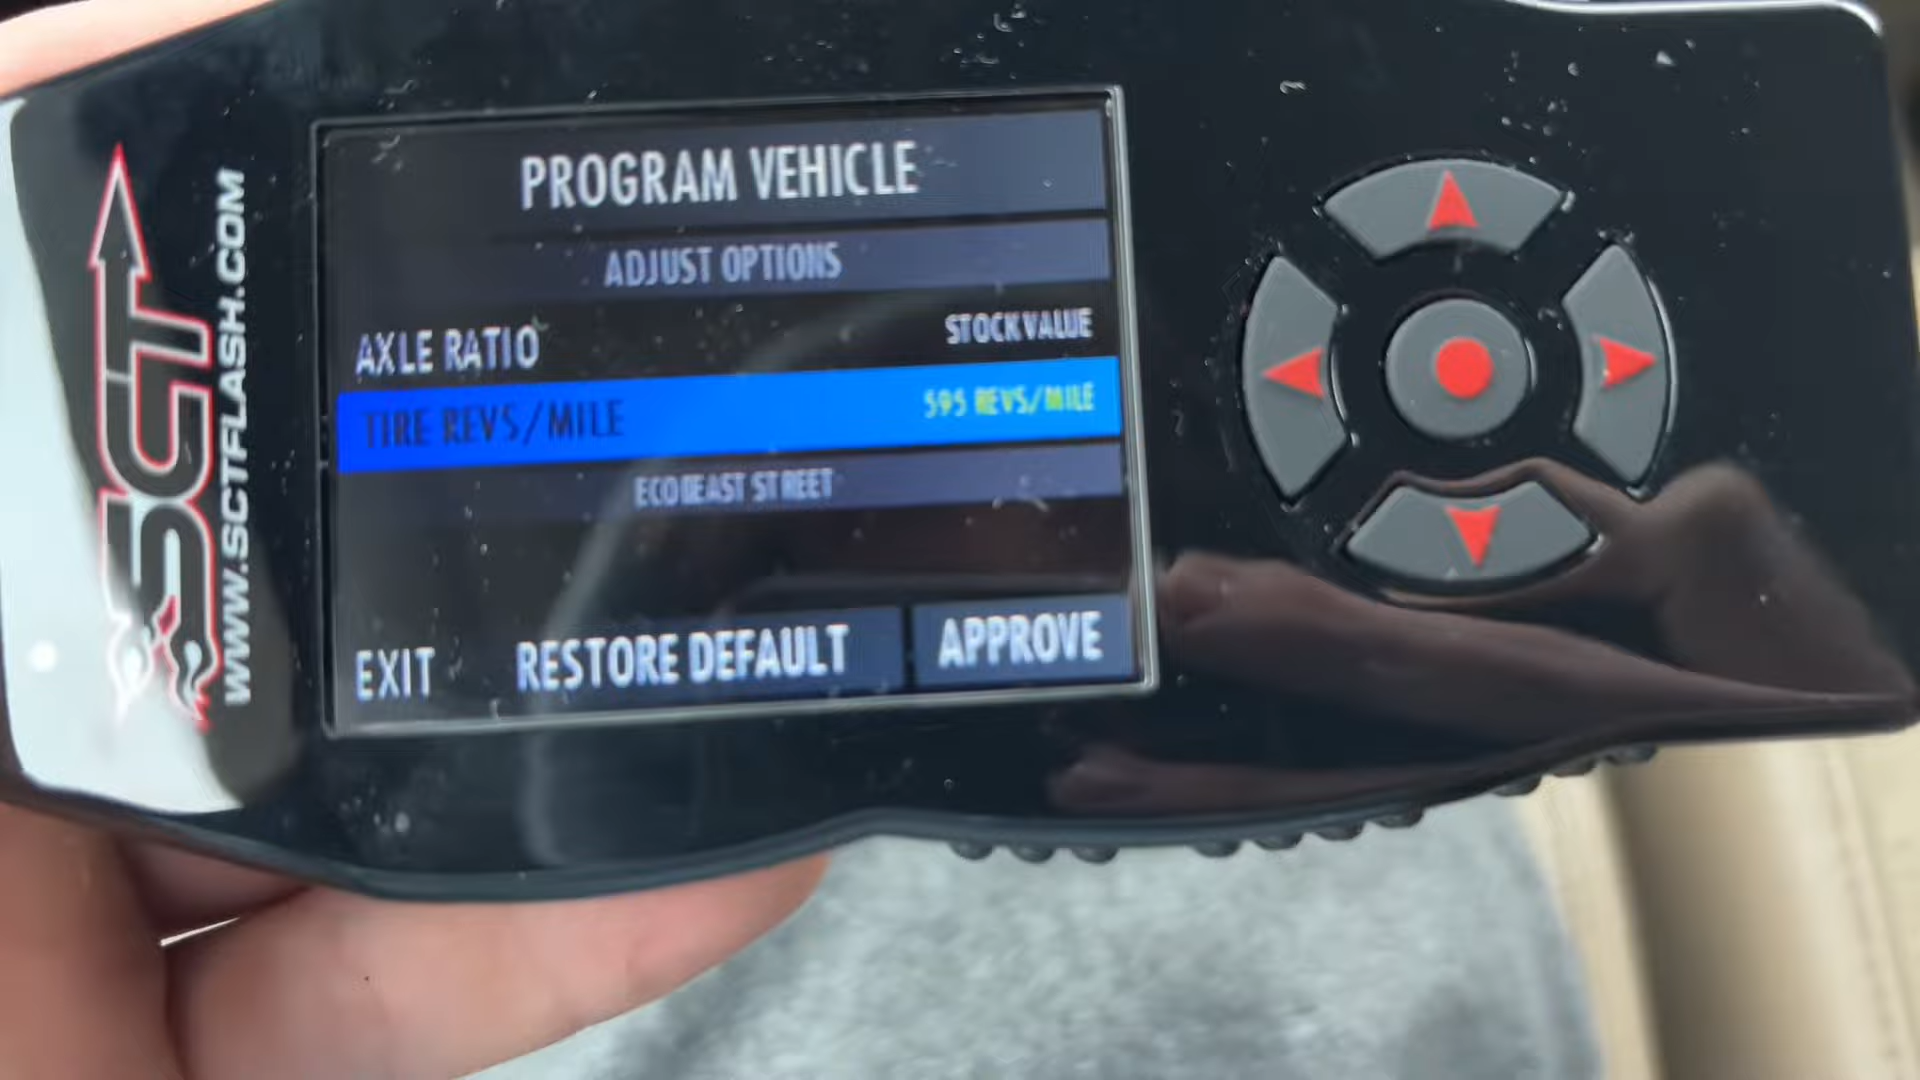 PROGRAM VEHICLE
ADJUST OPTIONS
AXLE RATIO STOCK VALUE
TIRE REVS/MILE 595 REVS/MILE
ECOBEAST STREET
EXIT RESTORE DEFAULT APPROVE
SCT
WWW.SCTFLASH.COM